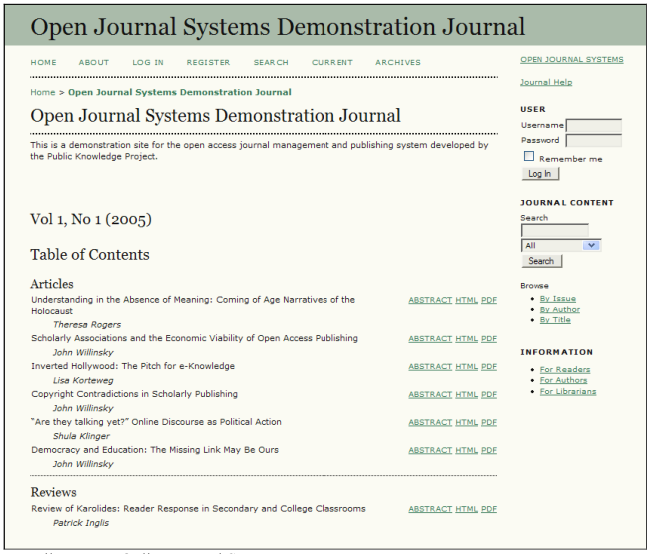 Open Journal Systems Demonstration Journal
HOME ABOUT LOG IN REGISTER SEARCH CURRENT ARCHIVES
Home > Open Journal Systems Demonstration Journal
Open Journal Systems Demonstration Journal
This is a demonstration site for the open access journal management and publishing system developed by
the Public Knowledge Project.
Vol 1, No 1 (2005)
Table of Contents
Articles
Understanding in the Absence of Meaning: Coming of Age Narratives of the ABSTRACT HTML PDF
Holocaust
Theresa Rogers
Scholarly Associations and the Economic Viability of Open Access Publishing ABSTRACT HTML PDF
John Willinsky
Inverted Hollywood: The Pitch for e-Knowledge ABSTRACT HTML PDF
Lisa Korteweg
Copyright Contradictions in Scholarly Publishing ABSTRACT HTML PDF
John Willinsky
"Are they talking yet?" Online Discourse as Political Action ABSTRACT HTML PDF
Shula Klinger
Democracy and Education: The Missing Link May Be Ours ABSTRACT HTML PDF
John Willinsky
Reviews
Review of Karolides: Reader Response in Secondary and College Classrooms ABSTRACT HTML PDF
Patrick Inglis
OPEN JOURNAL SYSTEMS
Journal Help
USER
Username
Password
Remember me
Log In
JOURNAL CONTENT
Search
All
Search
Browse
By Issue
By Author
By Title
INFORMATION
For Readers
For Authors
For Librarians